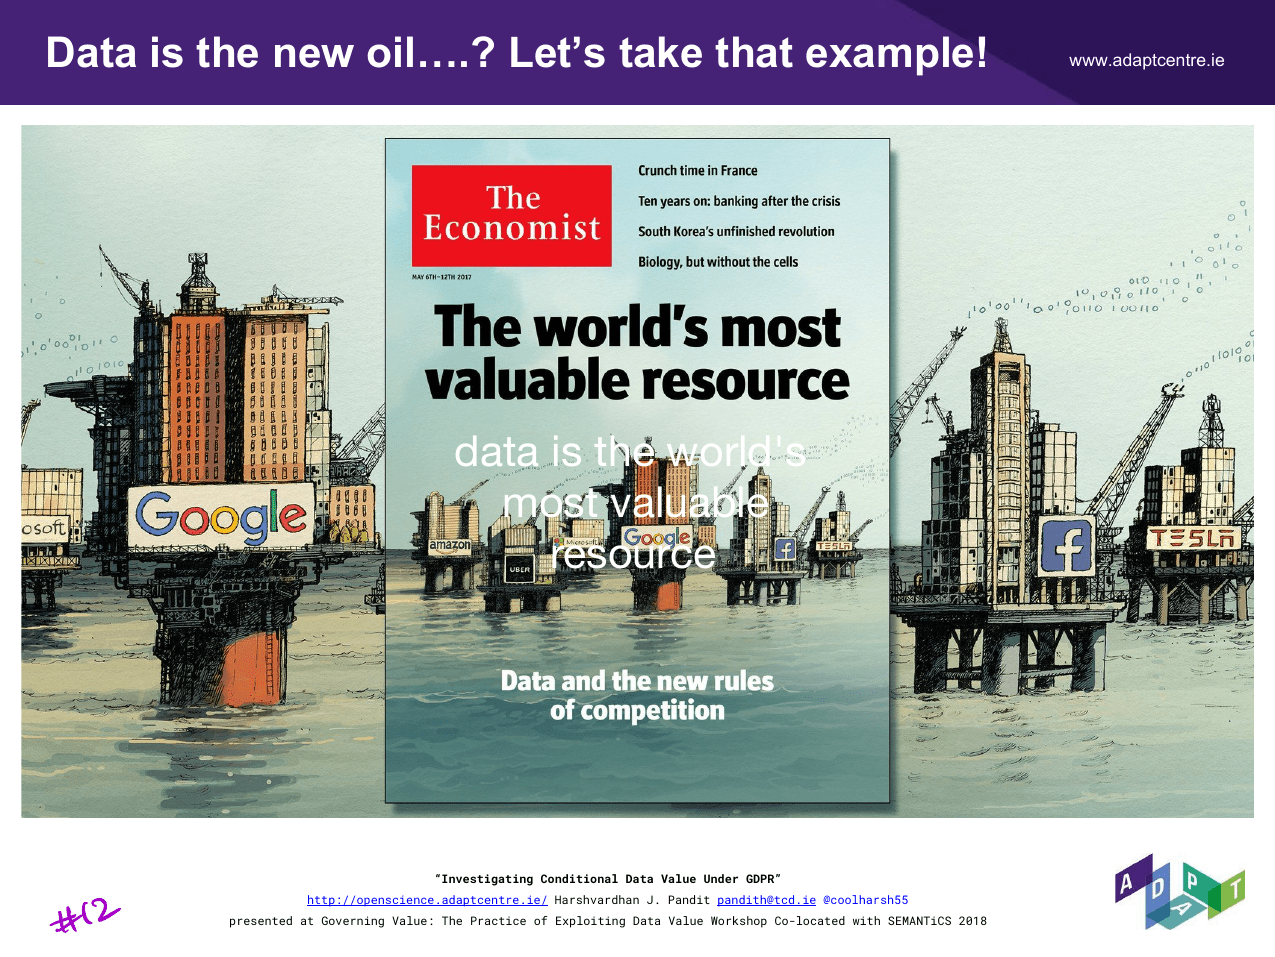 Data is the new oil….? Let’s take that example!
www.adaptcentre.ie
The
Economist
MAY 6TH–12TH 2017
Crunch time in France
Ten years on: banking after the crisis
South Korea’s unfinished revolution
Biology, but without the cells
The world’s most
valuable resource
data is the world's
most valuable
resource
amazon
UBER
Microsoft
Google
TESLA
Data and the new rules
of competition
osoft
Google
TESLA
“Investigating Conditional Data Value Under GDPR”
http://openscience.adaptcentre.ie/ Harshvardhan J. Pandit pandith@tcd.ie @coolharsh55
presented at Governing Value: The Practice of Exploiting Data Value Workshop Co-located with SEMANTiCS 2018
#12
ADAPT